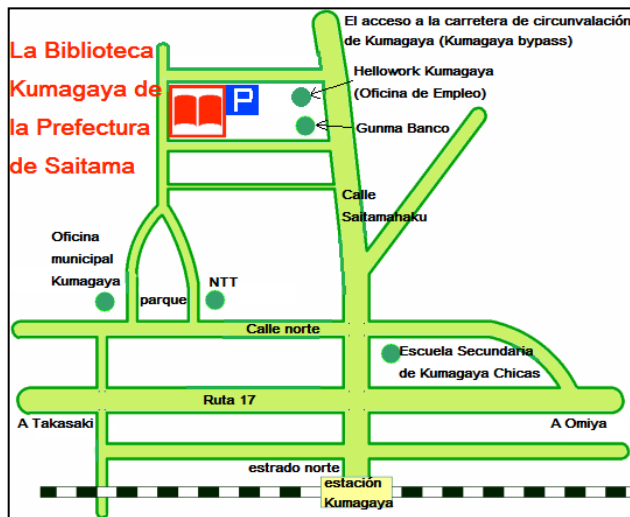 El acceso a la carretera de circunvalación
de Kumagaya (Kumagaya bypass)
La Biblioteca
Kumagaya de
la Prefectura
de Saitama
P
Hellowork Kumagaya
(Oficina de Empleo)
Gunma Banco
Calle
Saitamahaku
Oficina
municipal
Kumagaya
parque
NTT
Calle norte
Escuela Secundaria
de Kumagaya Chicas
Ruta 17
A Takasaki
A Omiya
estrado norte
estación
Kumagaya